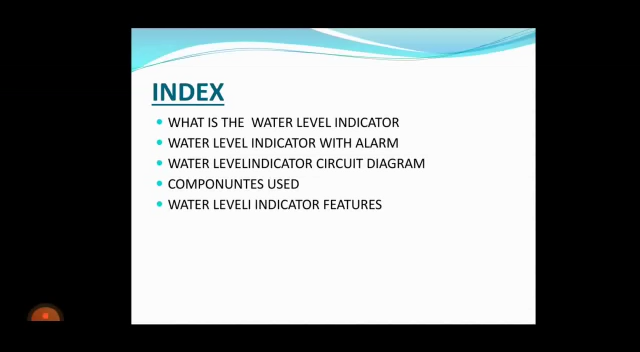 INDEX
WHAT IS THE  WATER LEVEL INDICATOR
WATER LEVEL INDICATOR WITH ALARM
WATER LEVELINDICATOR CIRCUIT DIAGRAM
COMPONUNTES USED
WATER LEVELI INDICATOR FEATURES